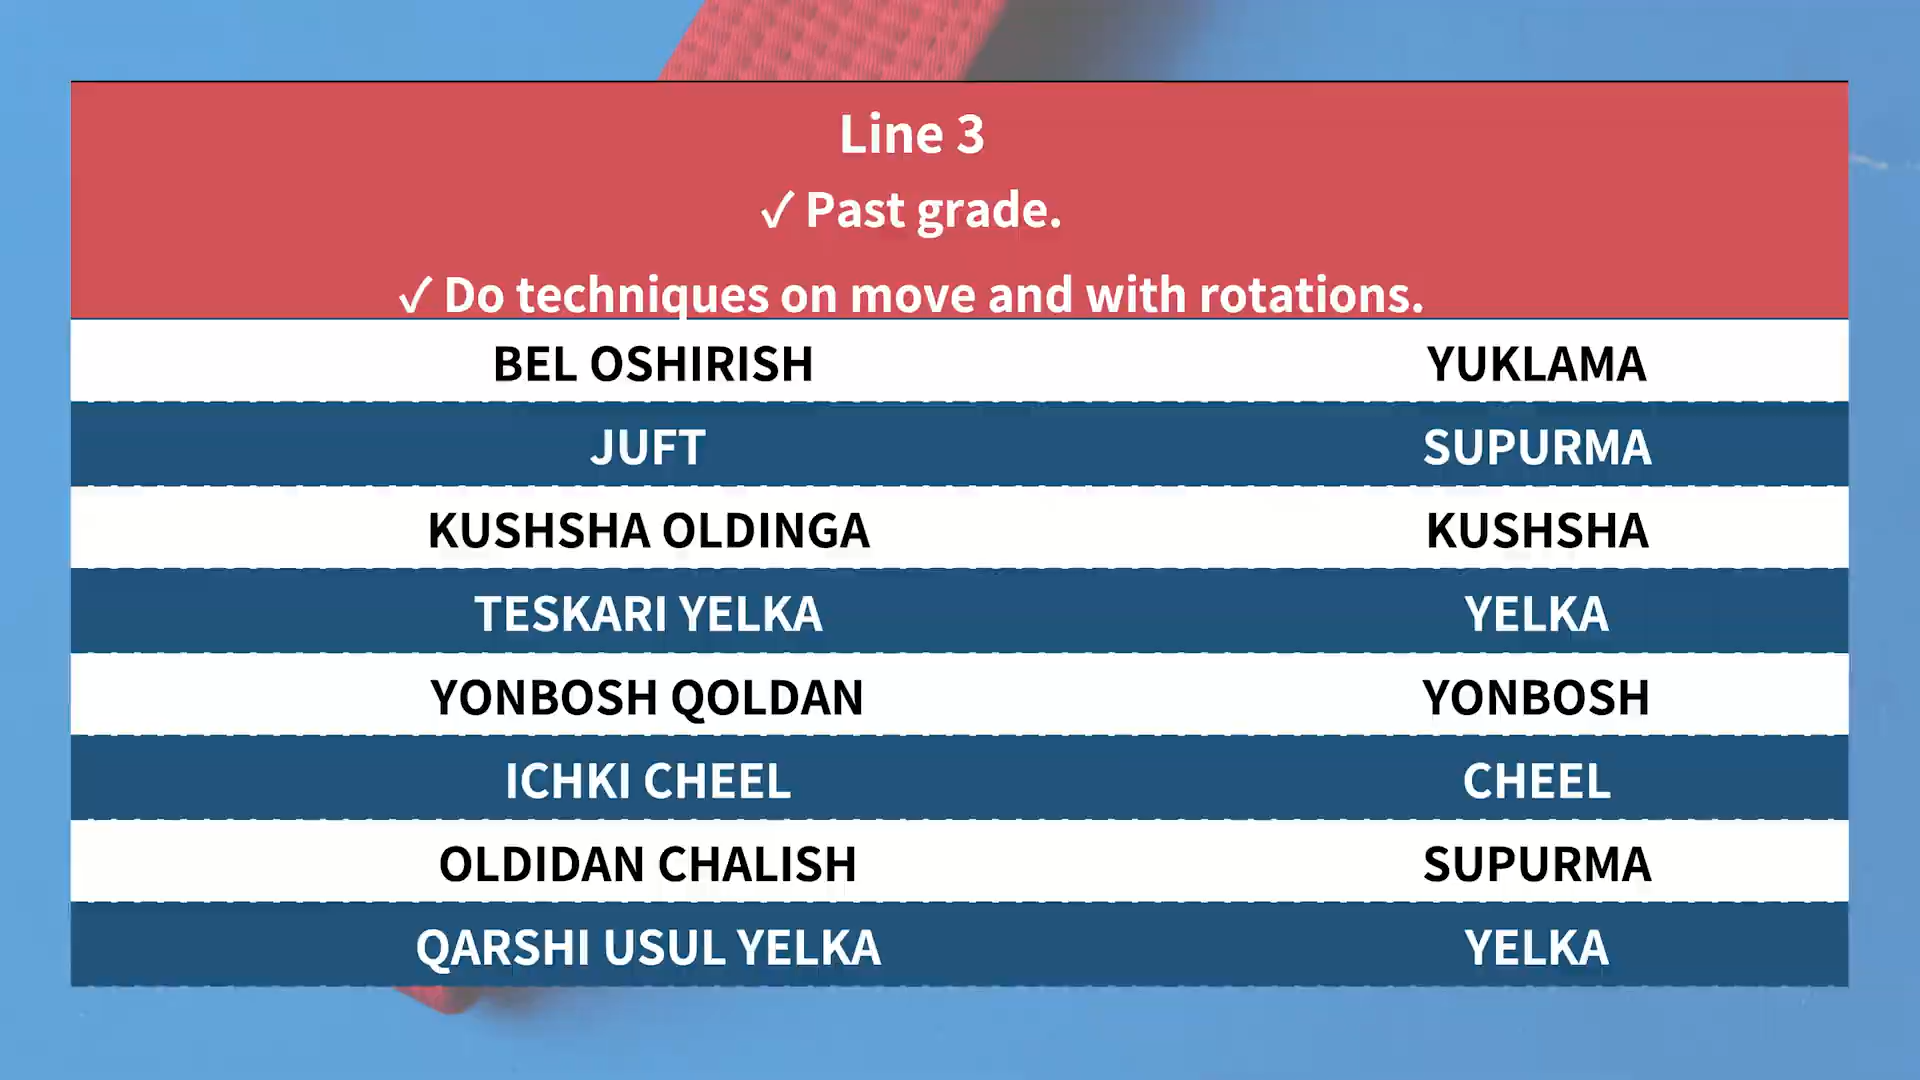 Line 3
✓ Past grade.
✓ Do techniques on move and with rotations.
BEL OSHIRISH YUKLAMA
JUFT SUPURMA
KUSHSHA OLDINGA KUSHSHA
TESKARI YELKA YELKA
YONBOSH QOLDAN YONBOSH
ICHKI CHEEL CHEEL
OLDIDAN CHALISH SUPURMA
QARSHI USUL YELKA YELKA